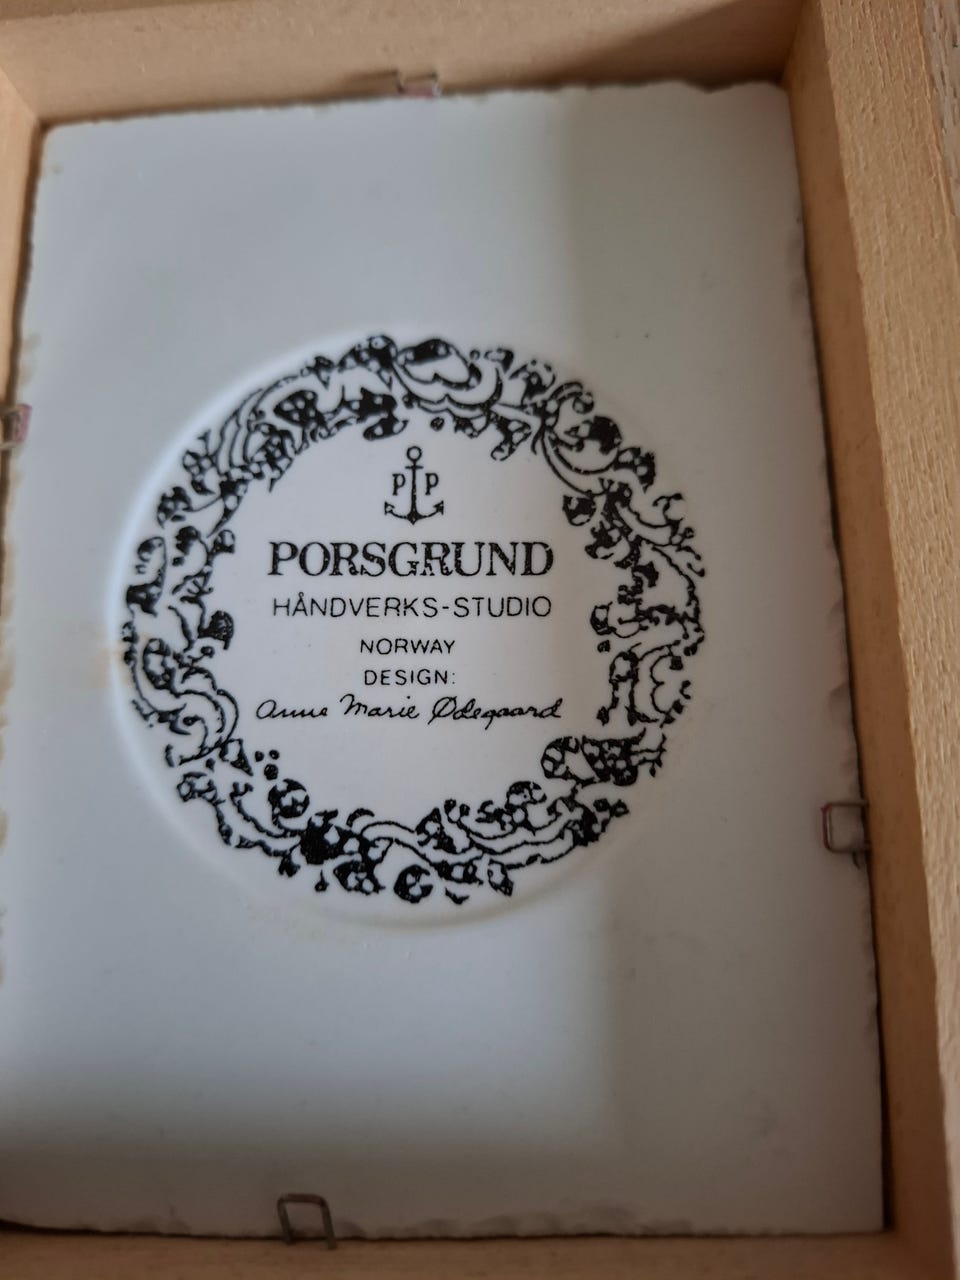 P P
PORSGRUND
HÅNDVERKS-STUDIO
NORWAY
DESIGN:
Anne Marie Ødegaard